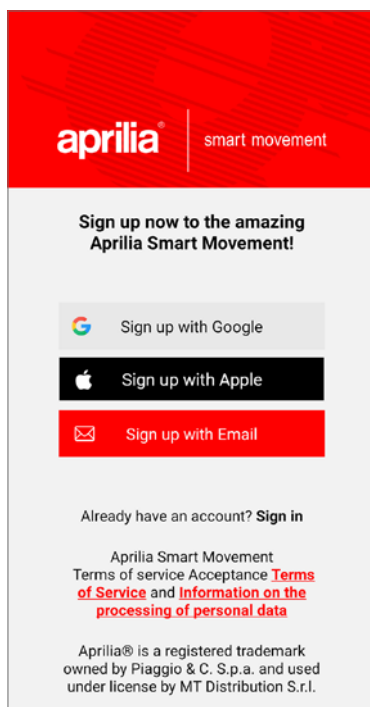 aprilia® smart movement
Sign up now to the amazing
Aprilia Smart Movement!
Sign up with Google
Sign up with Apple
Sign up with Email
Already have an account? Sign in
Aprilia Smart Movement
Terms of service Acceptance Terms
of Service and Information on the
processing of personal data
Aprilia® is a registered trademark
owned by Piaggio & C. S.p.a. and used
under license by MT Distribution S.r.l.